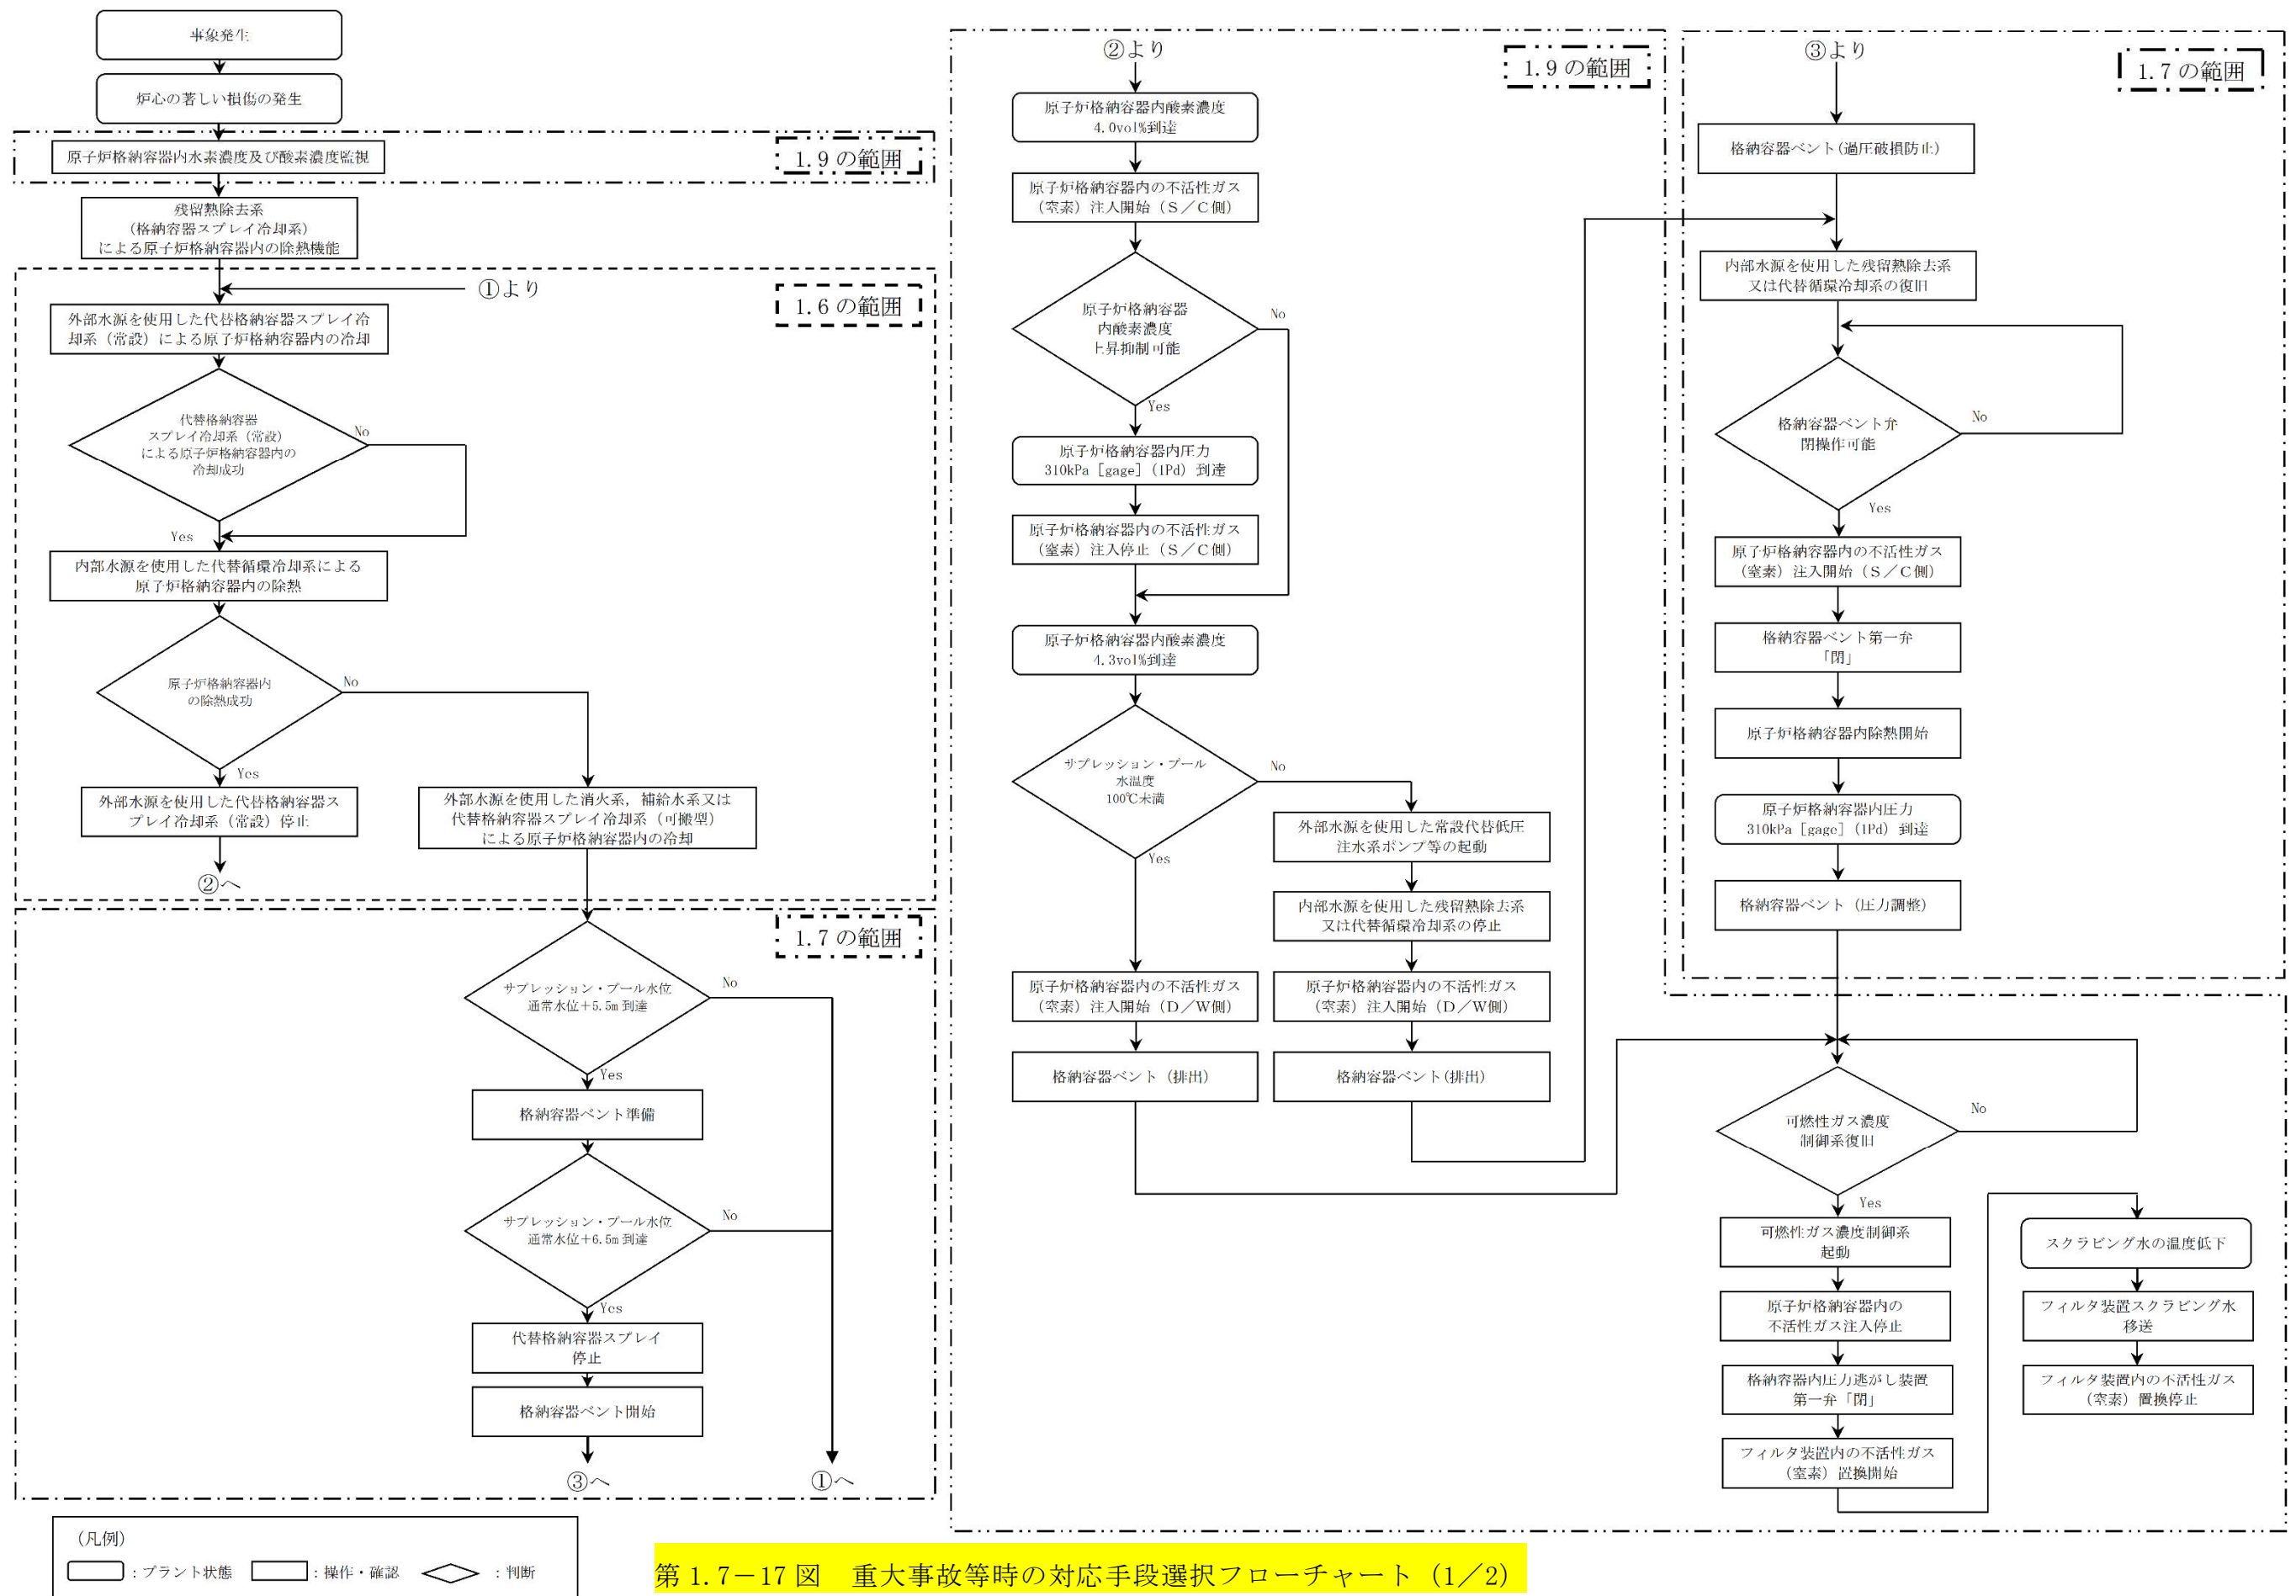 事象発生
炉心の著しい損傷の発生
原子炉格納容器内水素濃度及び酸素濃度監視
1.9の範囲
残留熱除去系
(格納容器スプレイ冷却系)
による原子炉格納容器内の除熱機能
①より
1.6の範囲
外部水源を使用した代替格納容器スプレイ冷
却系（常設）による原子炉格納容器内の冷却
代替格納容器
スプレイ冷却系（常設）
による原子炉格納容器内の
冷却成功
No
Yes
内部水源を使用した代替循環冷却系による
原子炉格納容器内の除熱
原子炉格納容器内
の除熱成功
No
Yes
外部水源を使用した代替格納容器ス
プレイ冷却系（常設）停止
②へ
外部水源を使用した消火系，補給水系又は
代替格納容器スプレイ冷却系（可搬型）
による原子炉格納容器内の冷却
1.7の範囲
サプレッション・プール水位
通常水位＋5.5m到達
No
Yes
格納容器ベント準備
サプレッション・プール水位
通常水位＋6.5m到達
No
Yes
代替格納容器スプレイ
停止
格納容器ベント開始
③へ
①へ
②より
1.9の範囲
原子炉格納容器内酸素濃度
4.0vol%到達
原子炉格納容器内の不活性ガス
（窒素）注入開始（S／C側）
原子炉格納容器
内酸素濃度
上昇抑制可能
No
Yes
原子炉格納容器内圧力
310kPa［gage］(1Pd) 到達
原子炉格納容器内の不活性ガス
（窒素）注入停止（S／C側）
原子炉格納容器内酸素濃度
4.3vol%到達
サプレッション・プール
水温度
100℃未満
No
Yes
外部水源を使用した常設代替低圧
注水系ポンプ等の起動
内部水源を使用した残留熱除去系
又は代替循環冷却系の停止
原子炉格納容器内の不活性ガス
（窒素）注入開始（D／W側）
格納容器ベント（排出）
原子炉格納容器内の不活性ガス
（窒素）注入開始（D／W側）
格納容器ベント(排出)
③より
1.7の範囲
格納容器ベント(過圧破損防止)
内部水源を使用した残留熱除去系
又は代替循環冷却系の復旧
格納容器ベント弁
閉操作可能
No
Yes
原子炉格納容器内の不活性ガス
（窒素）注入開始（S／C側）
格納容器ベント第一弁
「閉」
原子炉格納容器内除熱開始
原子炉格納容器内圧力
310kPa［gage］(1Pd) 到達
格納容器ベント（圧力調整）
可燃性ガス濃度
制御系復旧
No
Yes
可燃性ガス濃度制御系
起動
原子炉格納容器内の
不活性ガス注入停止
格納容器内圧力逃がし装置
第一弁「閉」
フィルタ装置内の不活性ガス
（窒素）置換開始
スクラビング水の温度低下
フィルタ装置スクラビング水
移送
フィルタ装置内の不活性ガス
（窒素）置換停止
(凡例)
：プラント状態
：操作・確認
：判断
第1.7－17図　重大事故等時の対応手段選択フローチャート（1／2）